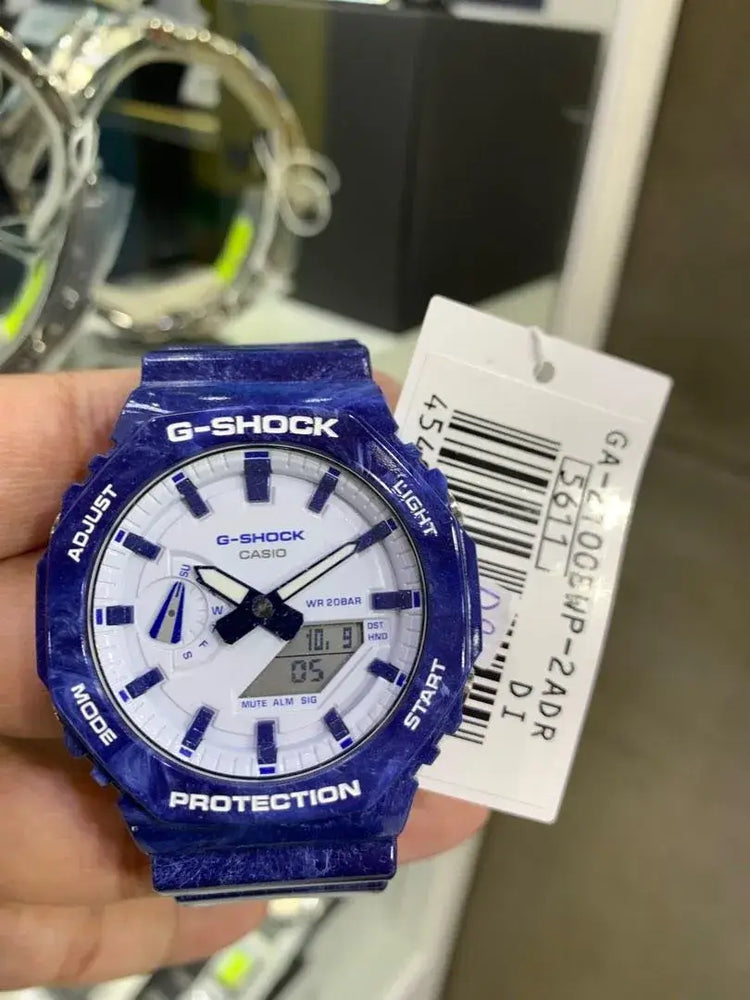 G-SHOCK
ADJUST
LIGHT
G-SHOCK
CASIO
SU
W
F
S
WR 20BAR
10. 9
DST
HND
05
MUTE ALM SIG
MODE
START
PROTECTION
GA-2100BWP-2ADR
5611
DI